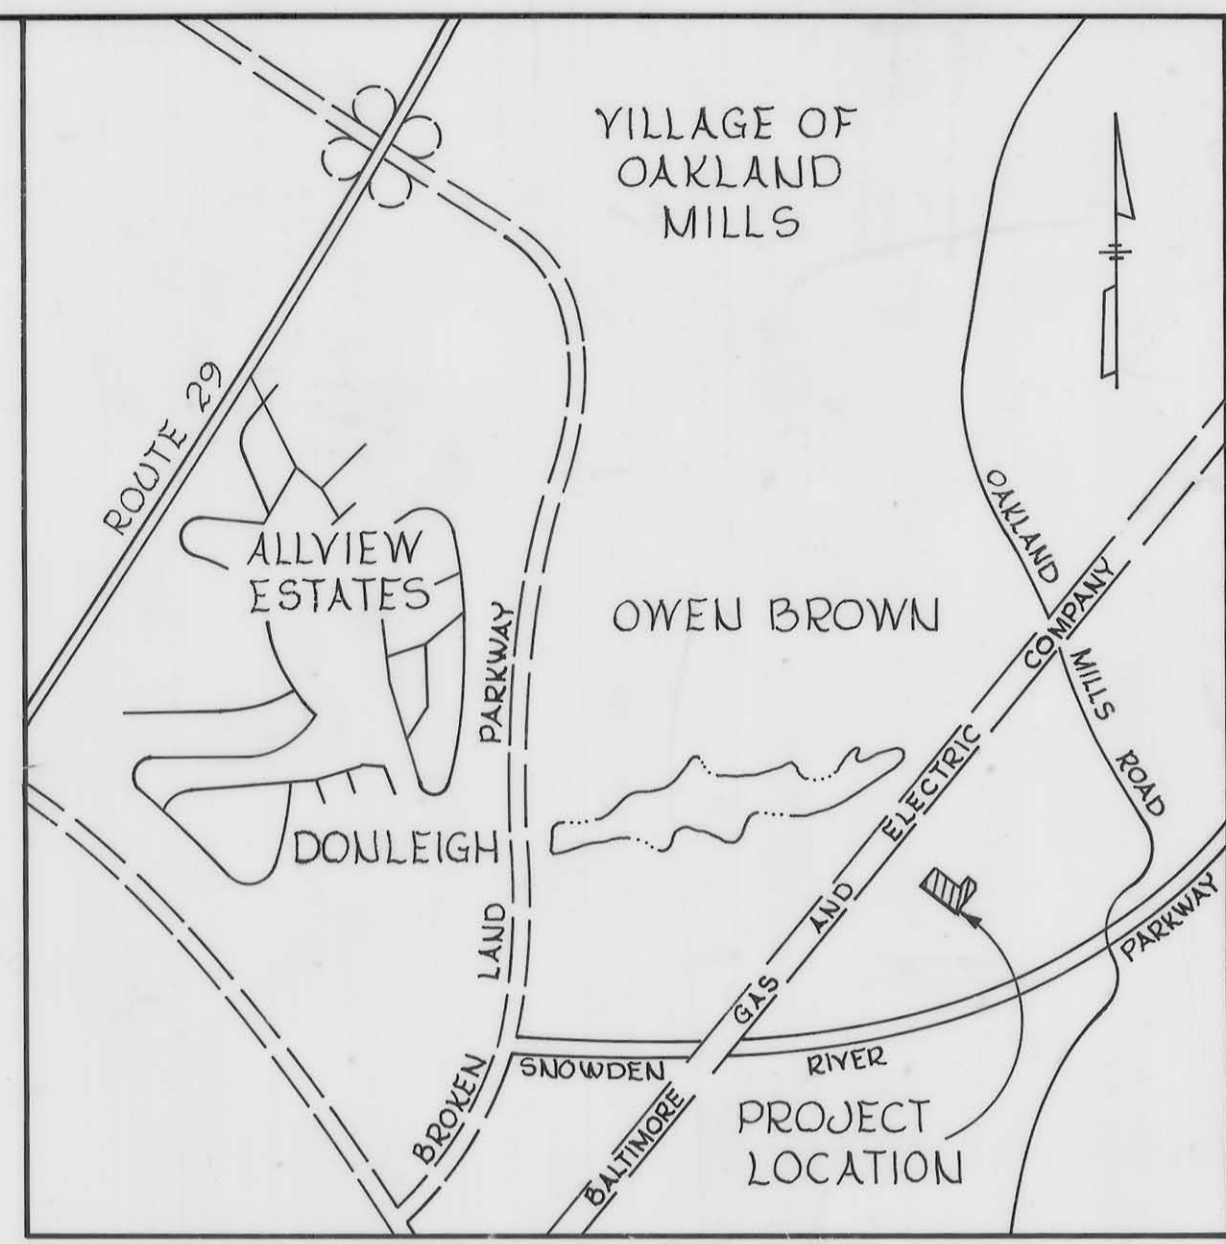 VILLAGE OF
OAKLAND
MILLS
ROUTE 29
OAKLAND MILLS ROAD
ALLVIEW
ESTATES
OWEN BROWN
BROKEN LAND PARKWAY
DONLEIGH
BALTIMORE GAS AND ELECTRIC COMPANY
SNOWDEN RIVER PARKWAY
PROJECT
LOCATION